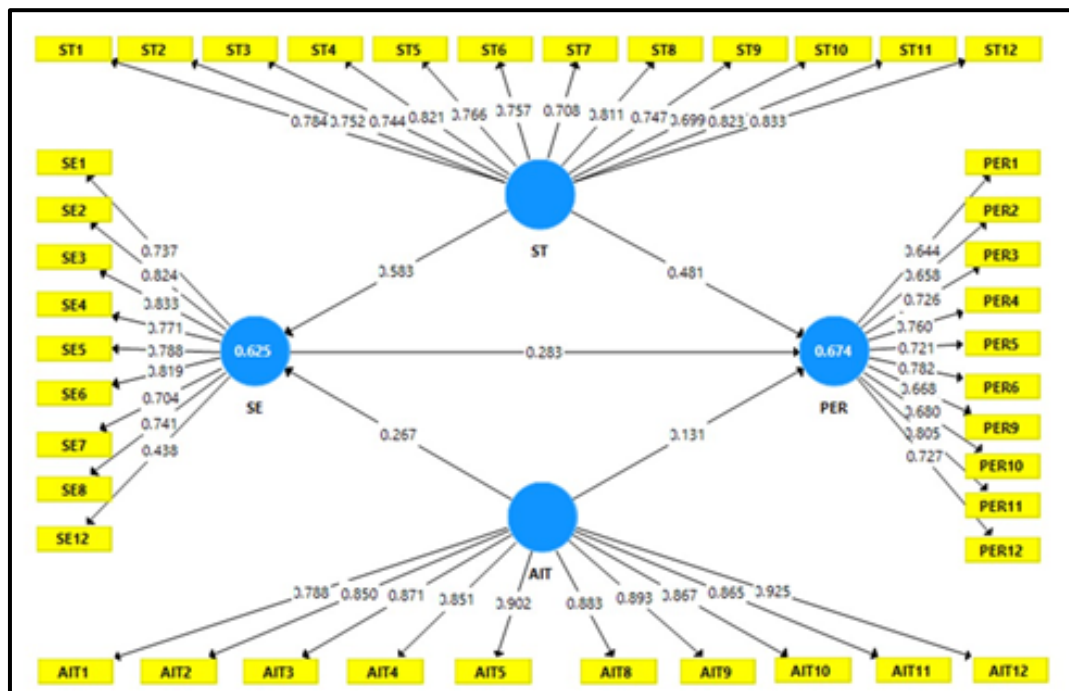 ST1 ST2 ST3 ST4 ST5 ST6 ST7 ST8 ST9 ST10 ST11 ST12
0.784 0.752 0.744 0.821 0.766 0.757 0.708 0.811 0.747 0.699 0.823 0.833
SE1
SE2
SE3
SE4
SE5
SE6
SE7
SE8
SE12
0.737
0.824
0.833
0.771
0.788
0.819
0.704
0.741
0.438
ST
0.583
0.481
0.625
SE
0.283
0.674
PER
0.267
0.131
AIT
PER1
PER2
PER3
PER4
PER5
PER6
PER9
PER10
PER11
PER12
0.644
0.658
0.726
0.760
0.721
0.782
0.668
0.680
0.805
0.727
0.788 0.850 0.871 0.851 0.902 0.883 0.893 0.867 0.865 0.925
AIT1 AIT2 AIT3 AIT4 AIT5 AIT8 AIT9 AIT10 AIT11 AIT12